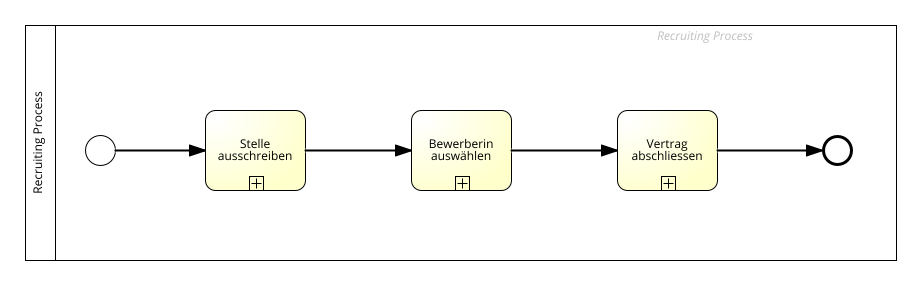 Recruiting Process
Recruiting Process
Stelle
ausschreiben
Bewerberin
auswählen
Vertrag
abschliessen